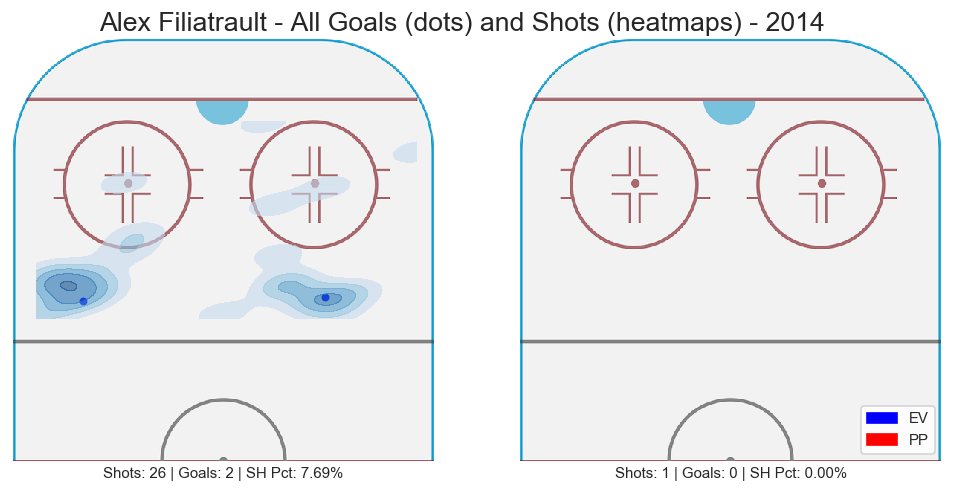 Alex Filiatrault - All Goals (dots) and Shots (heatmaps) - 2014
EV
PP
Shots: 26 | Goals: 2 | SH Pct: 7.69%
Shots: 1 | Goals: 0 | SH Pct: 0.00%